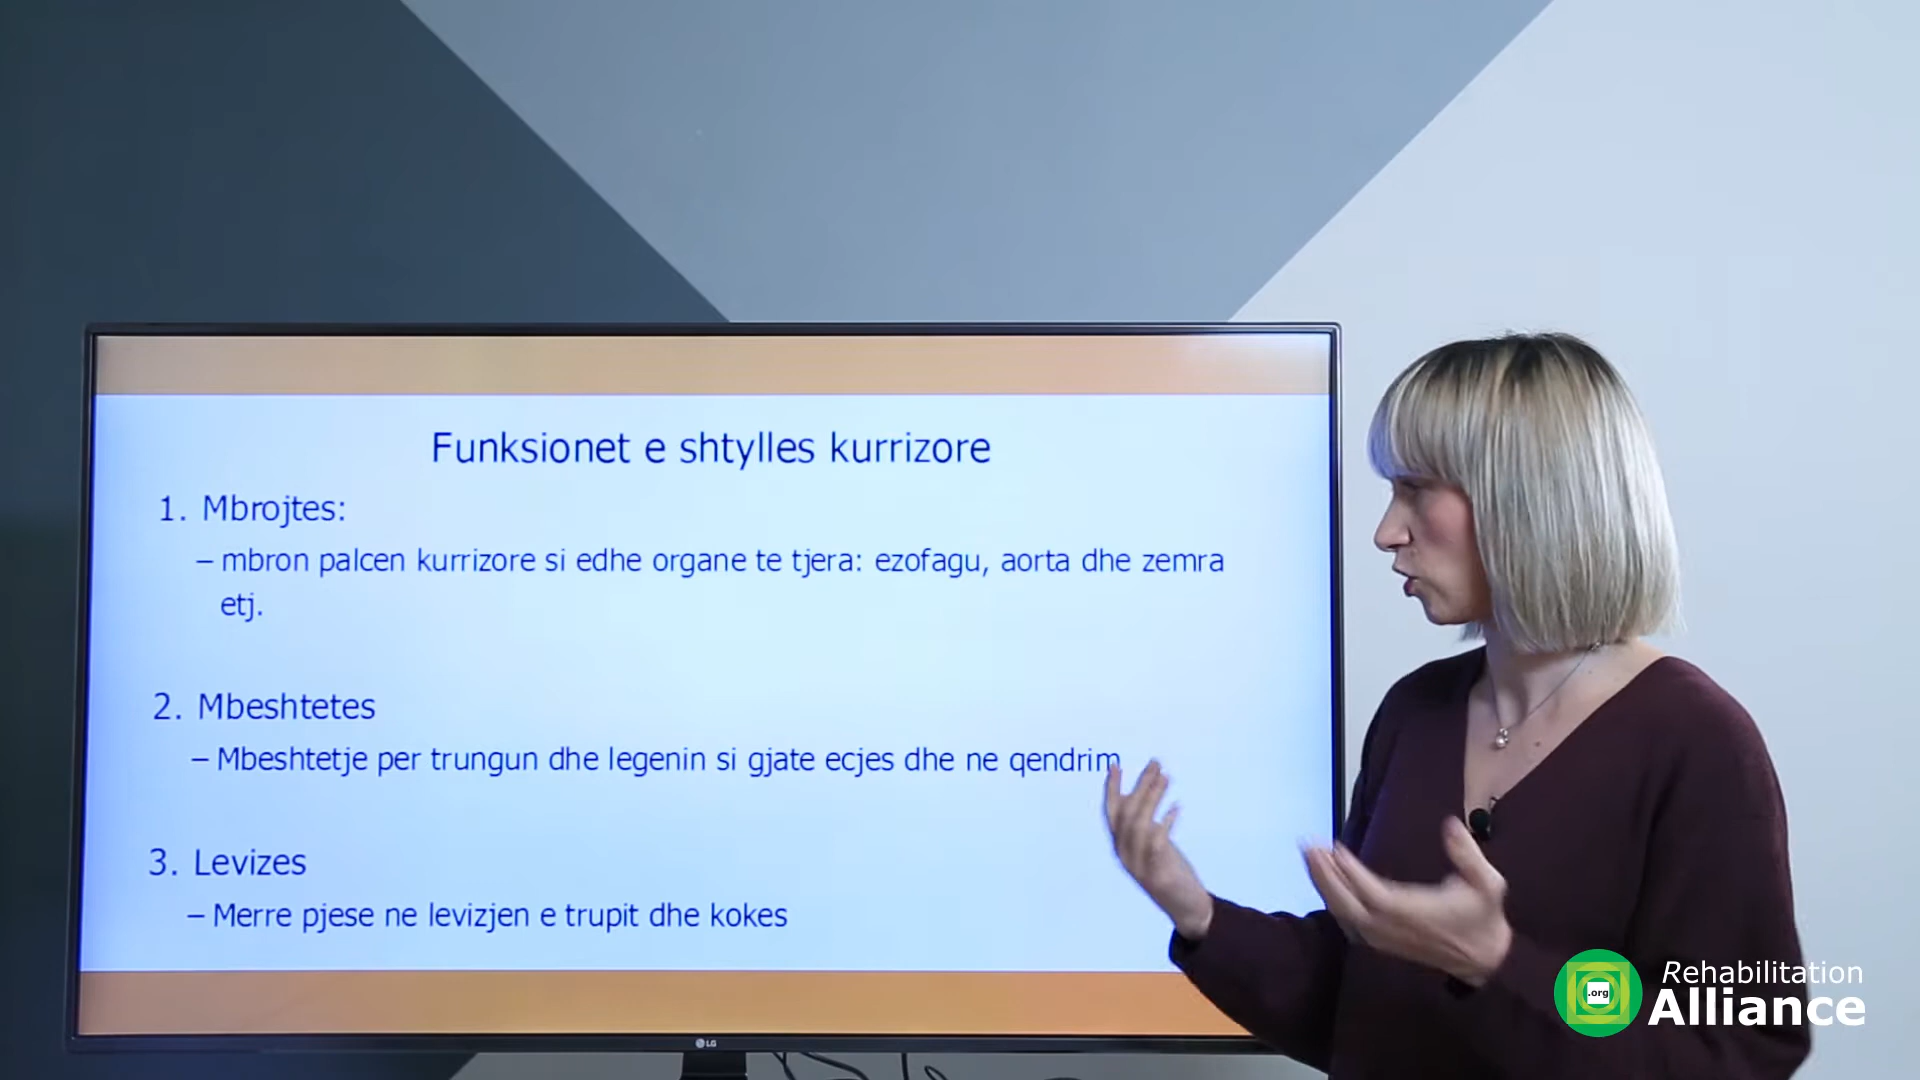 Funksionet e shtylles kurrizore
1. Mbrojtes:
– mbron palcen kurrizore si edhe organe te tjera: ezofagu, aorta dhe zemra
etj.
2. Mbeshtetes
– Mbeshtetje per trungun dhe legenin si gjate ecjes dhe ne qendrim
3. Levizes
– Merre pjese ne levizjen e trupit dhe kokes
LG
.org
Rehabilitation
Alliance